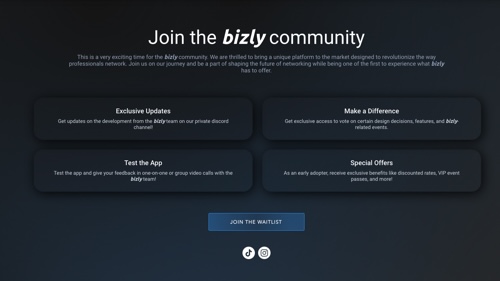 Join the bizly community
This is a very exciting time for the bizly community. We are thrilled to bring a unique platform to the market designed to revolutionize the way
professionals network. Join us on our journey and be a part of shaping the future of networking while being one of the first to experience what bizly
has to offer.
Exclusive Updates
Get updates on the development from the bizly team on our private discord
channel!
Make a Difference
Get exclusive access to vote on certain design decisions, features, and bizly-
related events.
Test the App
Test the app and give your feedback in one-on-one or group video calls with the
bizly team!
Special Offers
As an early adopter, receive exclusive benefits like discounted rates, VIP event
passes, and more!
JOIN THE WAITLIST